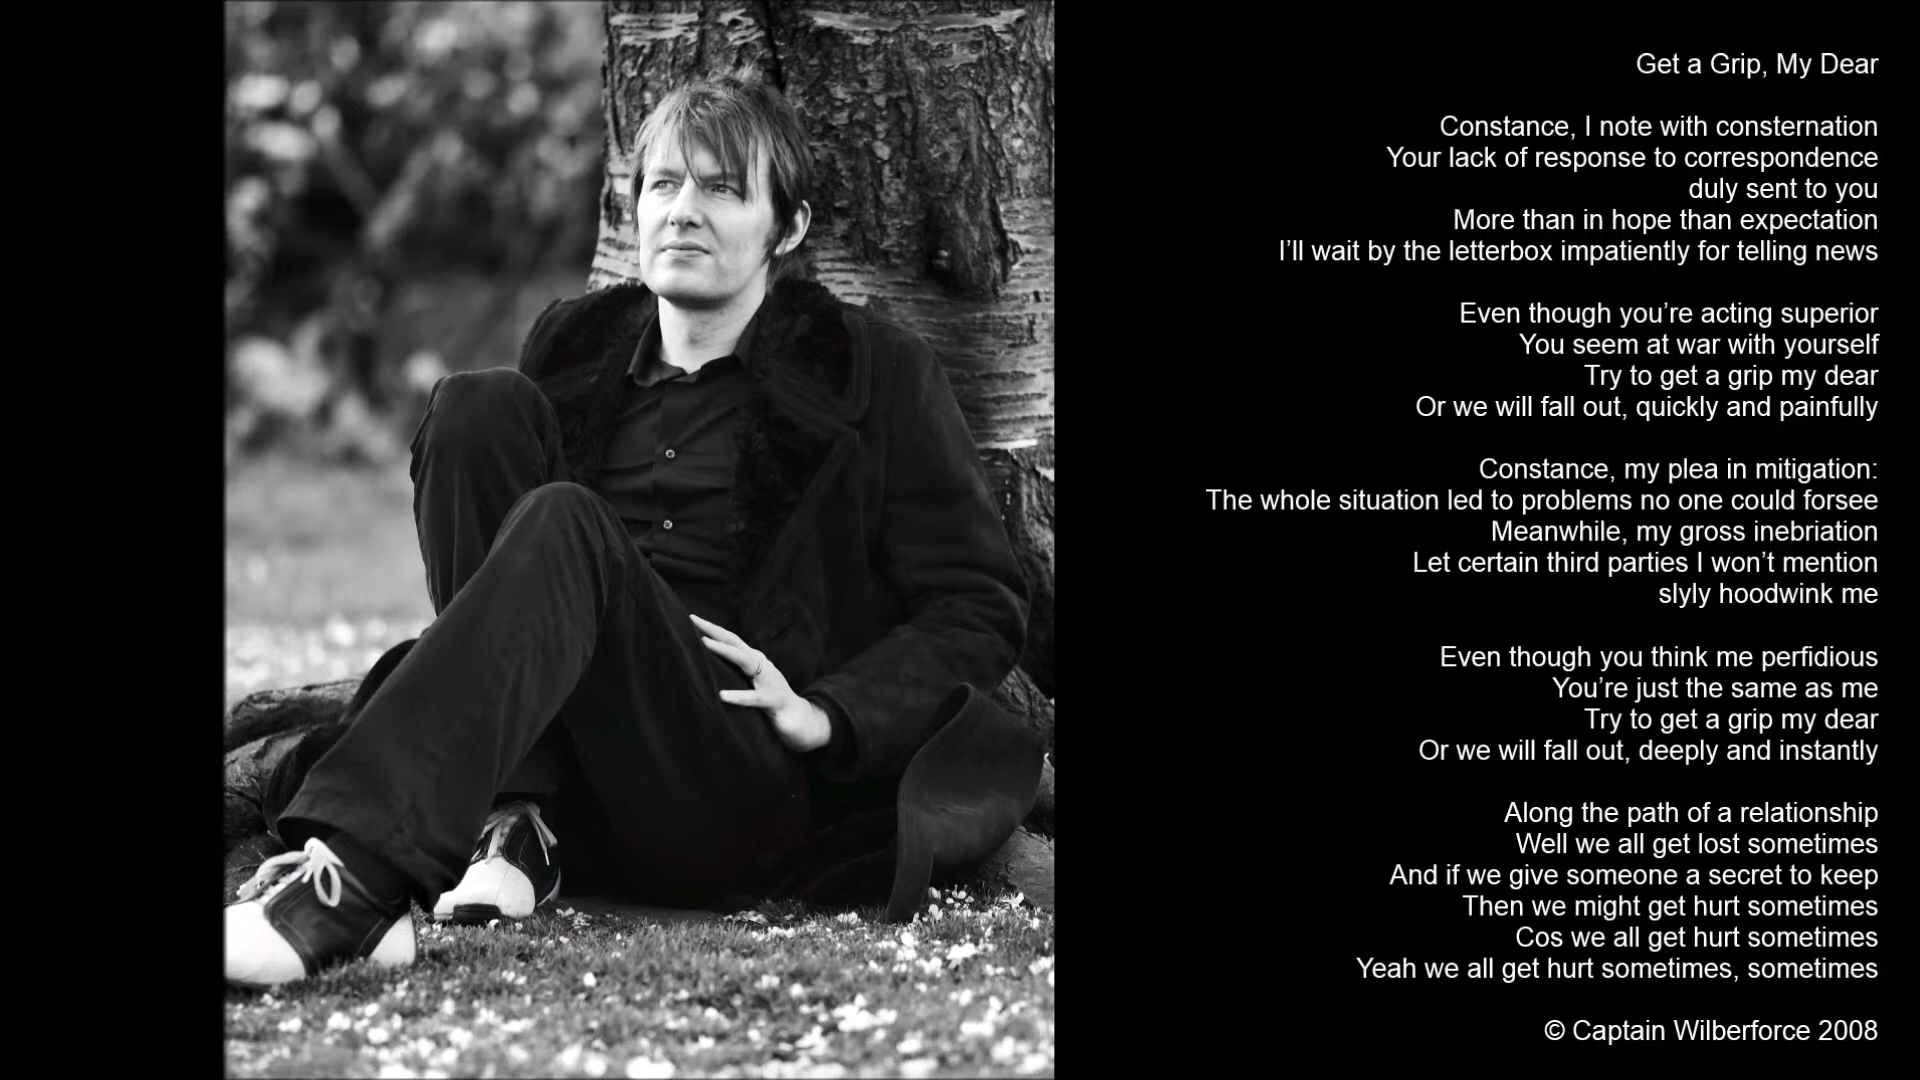 Get a Grip, My Dear
Constance, I note with consternation
Your lack of response to correspondence
duly sent to you
More than in hope than expectation
I’ll wait by the letterbox impatiently for telling news
Even though you’re acting superior
You seem at war with yourself
Try to get a grip my dear
Or we will fall out, quickly and painfully
Constance, my plea in mitigation:
The whole situation led to problems no one could forsee
Meanwhile, my gross inebriation
Let certain third parties I won’t mention
slyly hoodwink me
Even though you think me perfidious
You’re just the same as me
Try to get a grip my dear
Or we will fall out, deeply and instantly
Along the path of a relationship
Well we all get lost sometimes
And if we give someone a secret to keep
Then we might get hurt sometimes
Cos we all get hurt sometimes
Yeah we all get hurt sometimes, sometimes
© Captain Wilberforce 2008